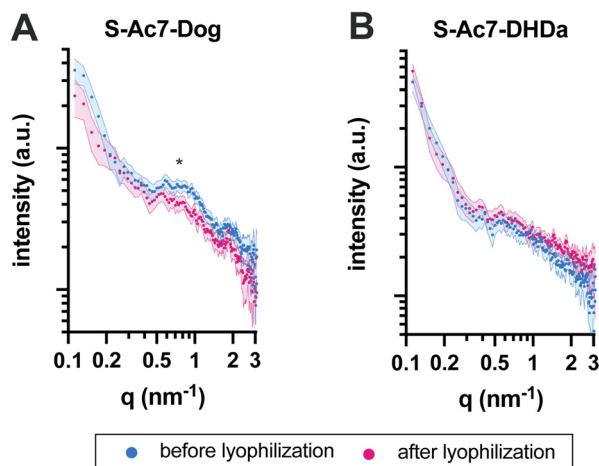 A
S-Ac7-Dog
intensity (a.u.)
*
0.1 0.2 0.5 1 2 3
q (nm⁻¹)
B
S-Ac7-DHDa
intensity (a.u.)
0.1 0.2 0.5 1 2 3
q (nm⁻¹)
before lyophilization after lyophilization